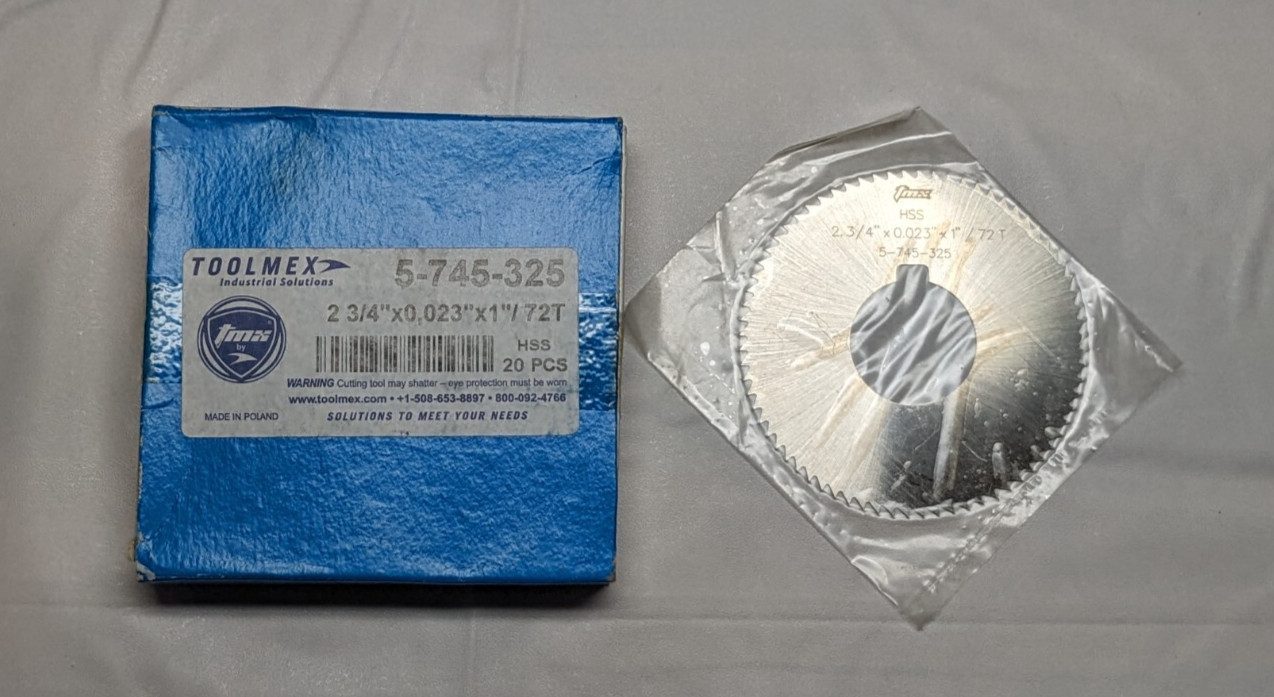 TOOLMEX
Industrial Solutions
5-745-325
2 3/4"x0,023"x1"/ 72T
tmx
by
HSS
20 PCS
WARNING Cutting tool may shatter – eye protection must be worn
www.toolmex.com • +1-508-653-8897 • 800-092-4766
MADE IN POLAND
SOLUTIONS TO MEET YOUR NEEDS
tmx
HSS
2.3/4" x 0.023" x 1" / 72 T
5-745-325